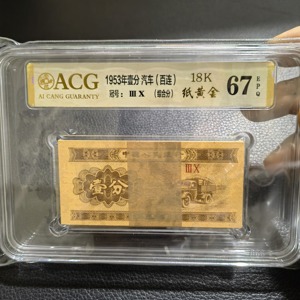 ACG
AI CANG GUARANTY
1953年壹分 汽车（百连）
冠号： III X （组合分）
18K
纸黄金
67
EPQ
壹分
III X